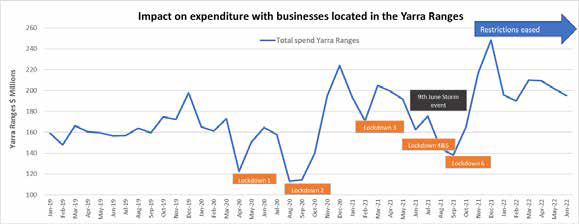 Impact on expenditure with businesses located in the Yarra Ranges
Restrictions eased
Total spend Yarra Ranges
Yarra Ranges $ Millions
260
240
220
200
180
160
140
120
100
9th June Storm
event
Lockdown 3
Lockdown 4&5
Lockdown 6
Lockdown 1
Lockdown 2
Jan-19
Feb-19
Mar-19
Apr-19
May-19
Jun-19
Jul-19
Aug-19
Sep-19
Oct-19
Nov-19
Dec-19
Jan-20
Feb-20
Mar-20
Apr-20
May-20
Jun-20
Jul-20
Aug-20
Sep-20
Oct-20
Nov-20
Dec-20
Jan-21
Feb-21
Mar-21
Apr-21
May-21
Jun-21
Jul-21
Aug-21
Sep-21
Oct-21
Nov-21
Dec-21
Jan-22
Feb-22
Mar-22
Apr-22
May-22
Jun-22